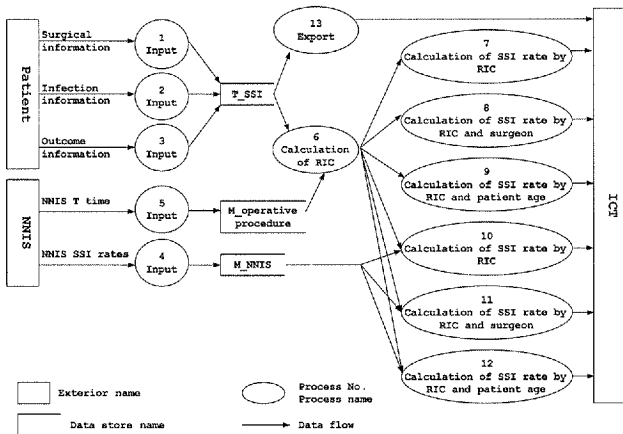 13
Export
Surgical
information
1
Input
7
Calculation of SSI rate by
RIC
Patient
Infection
information
2
Input
T_SSI
8
Calculation of SSI rate by
RIC and surgeon
6
Calculation
of RIC
Outcome
information
3
Input
9
Calculation of SSI rate by
RIC and patient age
ICT
NNIS
NNIS T time
5
Input
M_operative
procedure
10
Calculation of SSI rate by
RIC
NNIS SSI rates
4
Input
M_NNIS
11
Calculation of SSI rate by
RIC and surgeon
12
Calculation of SSI rate by
RIC and patient age
Exterior name
Process No.
Process name
Data store name
Data flow